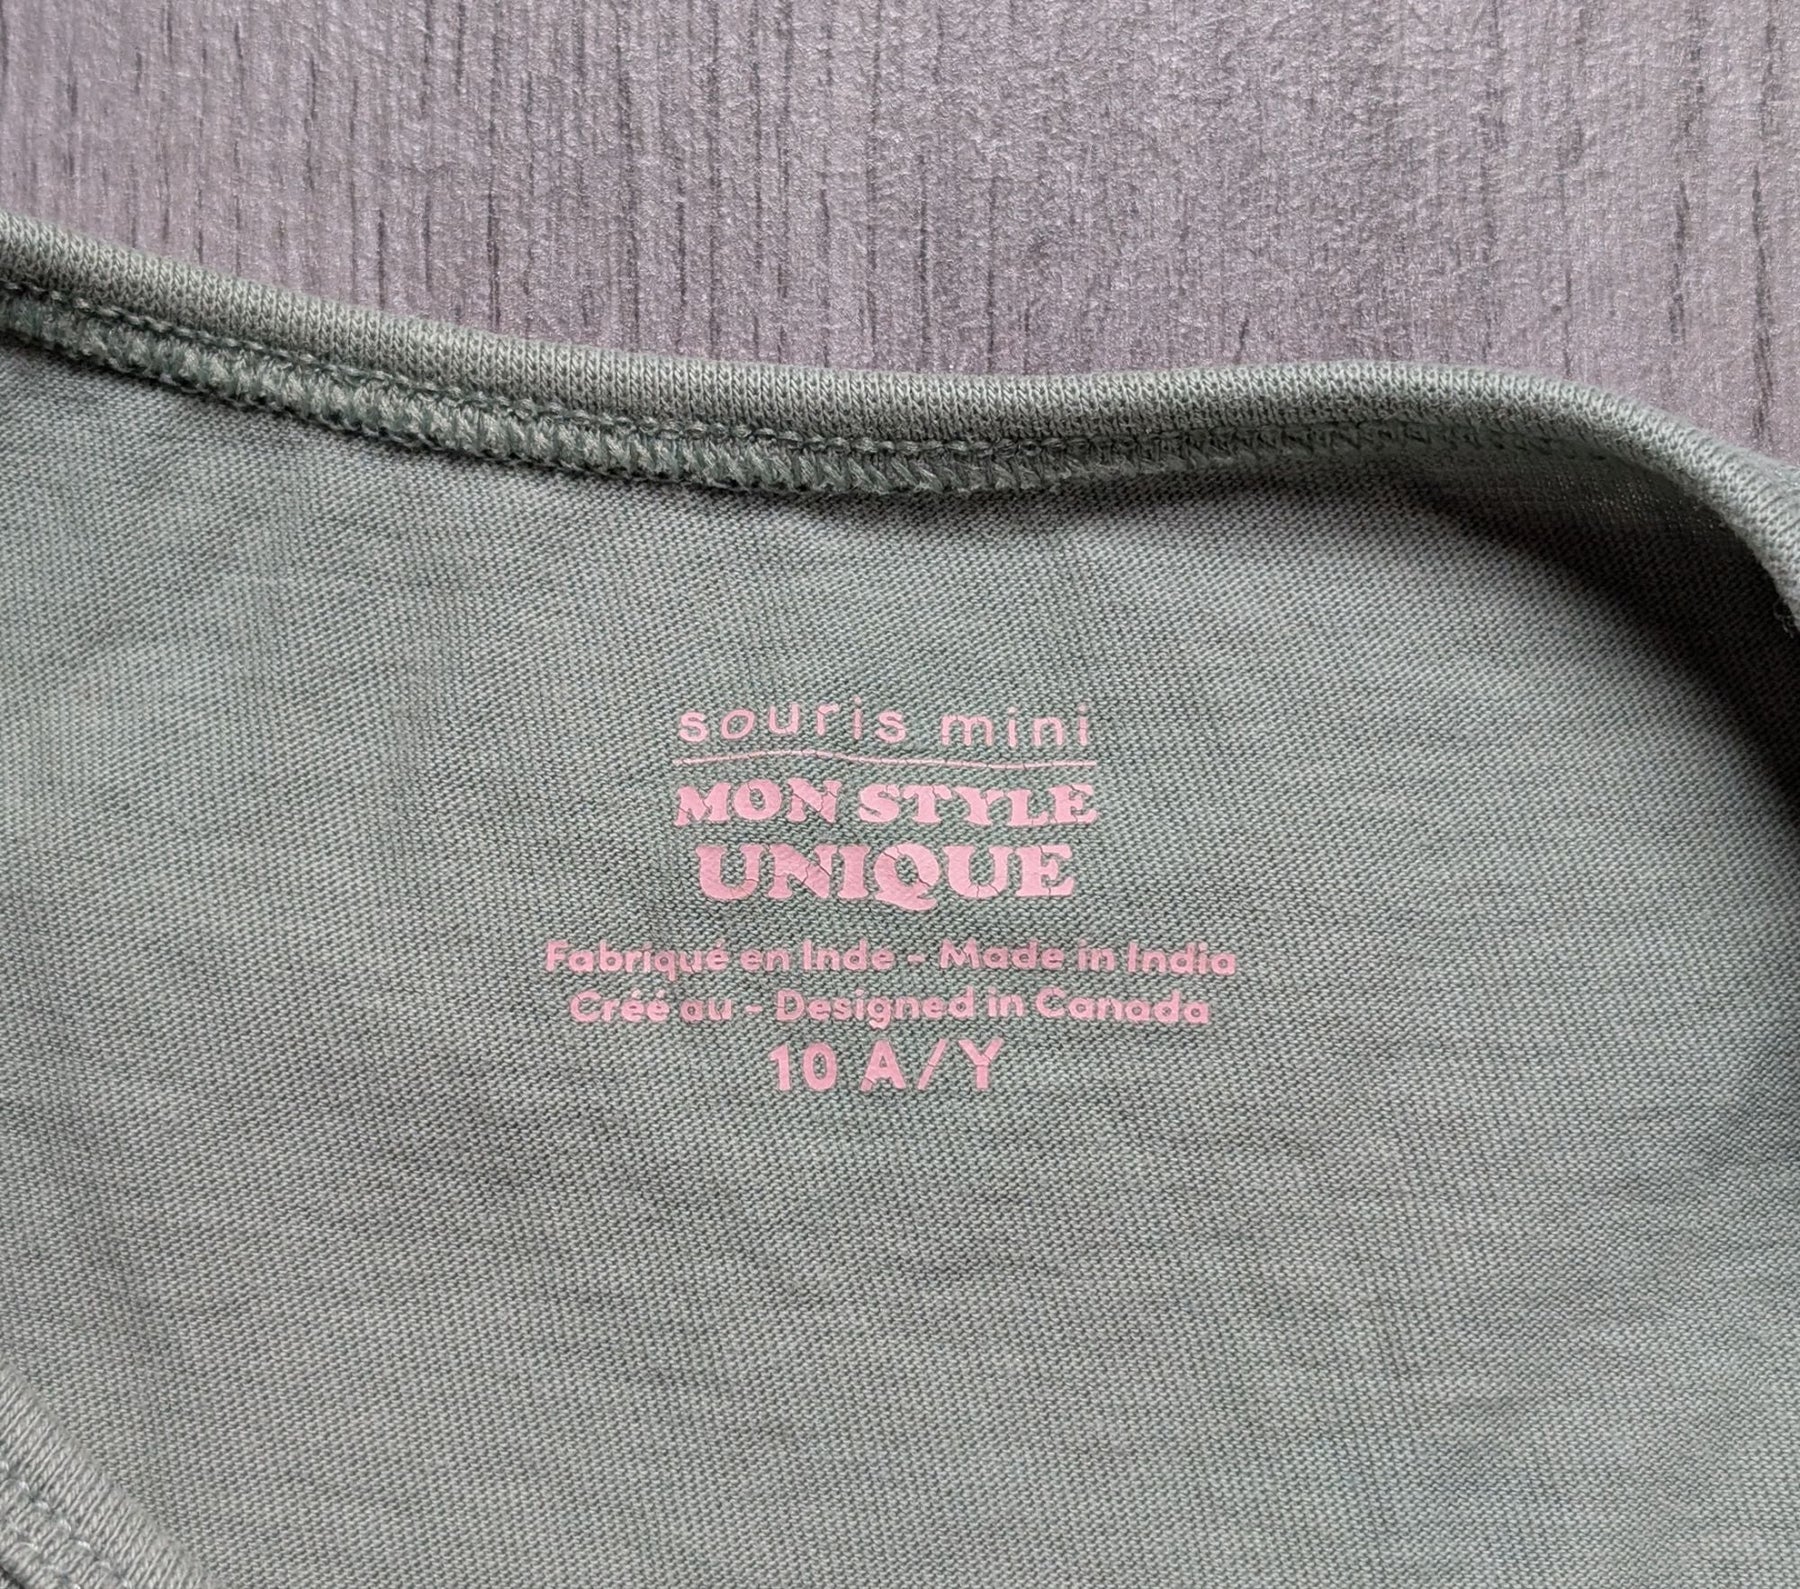 souris mini
MON STYLE
UNIQUE
Fabriqué en Inde - Made in India
Créé au - Designed in Canada
10 A/Y